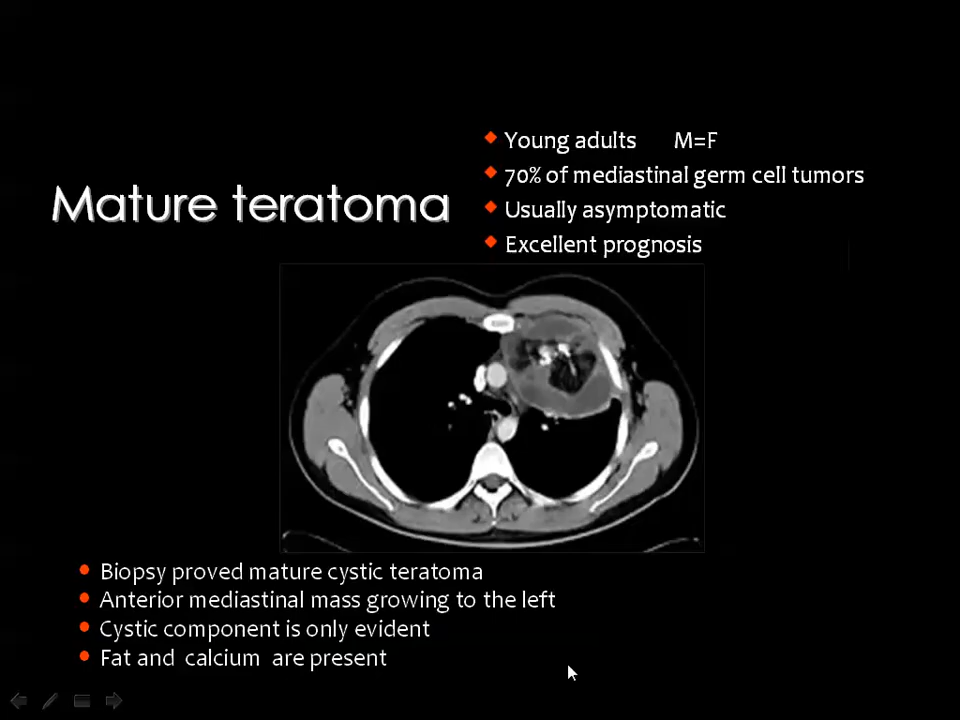 Mature teratoma
Young adults M=F
70% of mediastinal germ cell tumors
Usually asymptomatic
Excellent prognosis
Biopsy proved mature cystic teratoma
Anterior mediastinal mass growing to the left
Cystic component is only evident
Fat and calcium are present